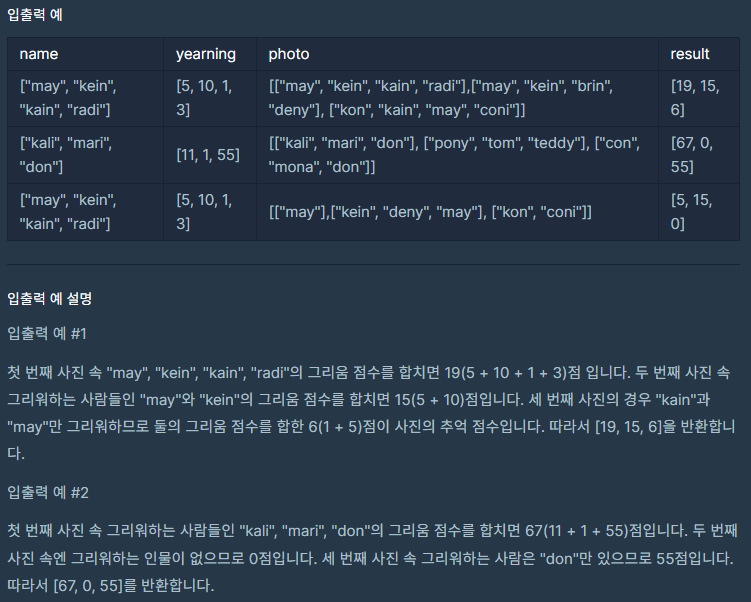 입출력 예
name yearning photo result
["may", "kein", "kain", "radi"] [5, 10, 1, 3] [["may", "kein", "kain", "radi"],["may", "kein", "brin", "deny"], ["kon", "kain", "may", "coni"]] [19, 15, 6]
["kali", "mari", "don"] [11, 1, 55] [["kali", "mari", "don"], ["pony", "tom", "teddy"], ["con", "mona", "don"]] [67, 0, 55]
["may", "kein", "kain", "radi"] [5, 10, 1, 3] [["may"],["kein", "deny", "may"], ["kon", "coni"]] [5, 15, 0]
입출력 예 설명
입출력 예 #1
첫 번째 사진 속 "may", "kein", "kain", "radi"의 그리움 점수를 합치면 19(5 + 10 + 1 + 3)점 입니다. 두 번째 사진 속
그리워하는 사람들인 "may"와 "kein"의 그리움 점수를 합치면 15(5 + 10)점입니다. 세 번째 사진의 경우 "kain"과
"may"만 그리워하므로 둘의 그리움 점수를 합한 6(1 + 5)점이 사진의 추억 점수입니다. 따라서 [19, 15, 6]을 반환합니
다.
입출력 예 #2
첫 번째 사진 속 그리워하는 사람들인 "kali", "mari", "don"의 그리움 점수를 합치면 67(11 + 1 + 55)점입니다. 두 번째
사진 속엔 그리워하는 인물이 없으므로 0점입니다. 세 번째 사진 속 그리워하는 사람은 "don"만 있으므로 55점입니다.
따라서 [67, 0, 55]를 반환합니다.